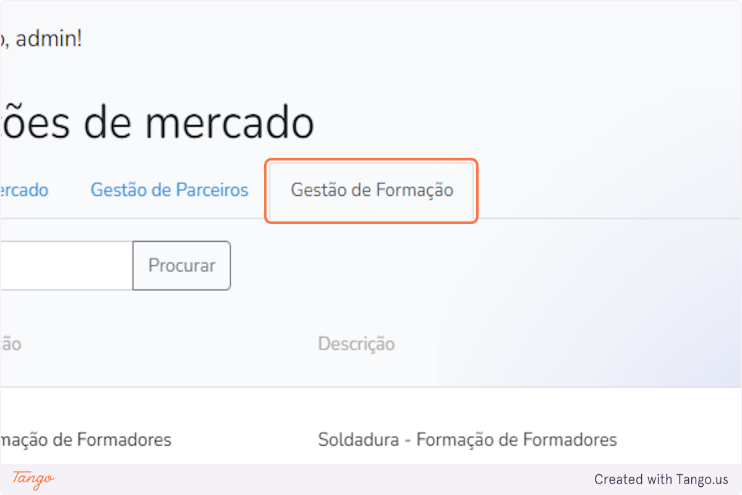 , admin!
ões de mercado
ercado Gestão de Parceiros Gestão de Formação
Procurar
ão Descrição
mação de Formadores Soldadura - Formação de Formadores
Tango Created with Tango.us